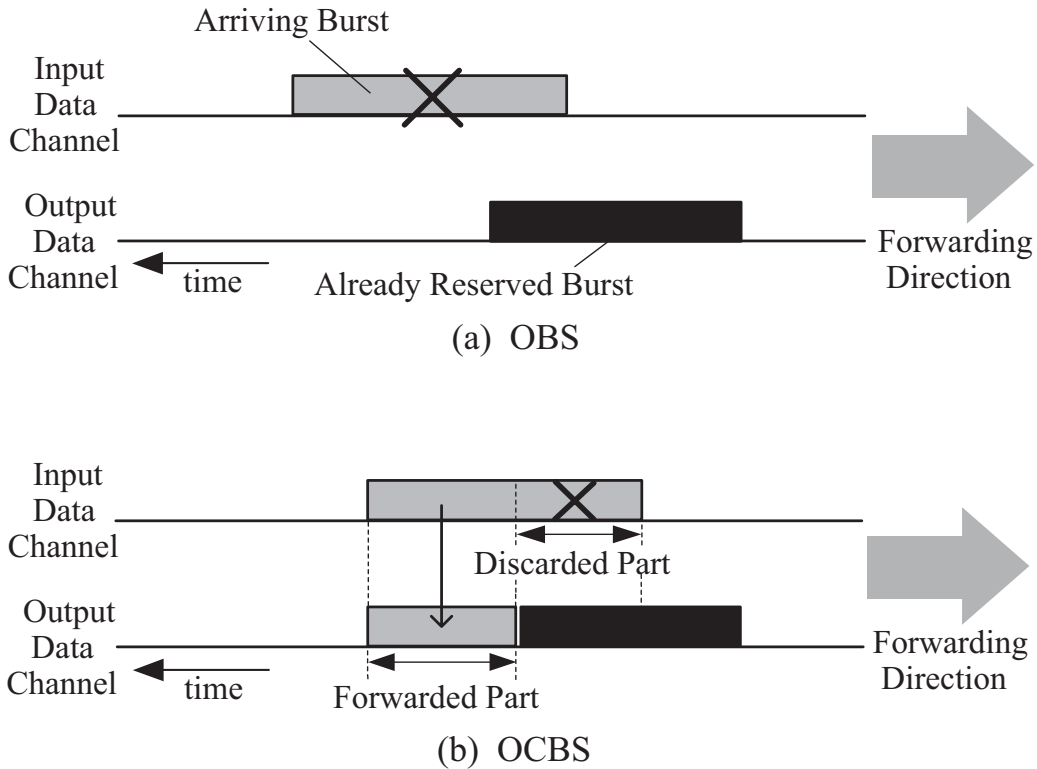 Arriving Burst
Input
Data
Channel
Output
Data
Channel
time
Already Reserved Burst
Forwarding
Direction
(a) OBS
Input
Data
Channel
Discarded Part
Output
Data
Channel
time
Forwarded Part
Forwarding
Direction
(b) OCBS